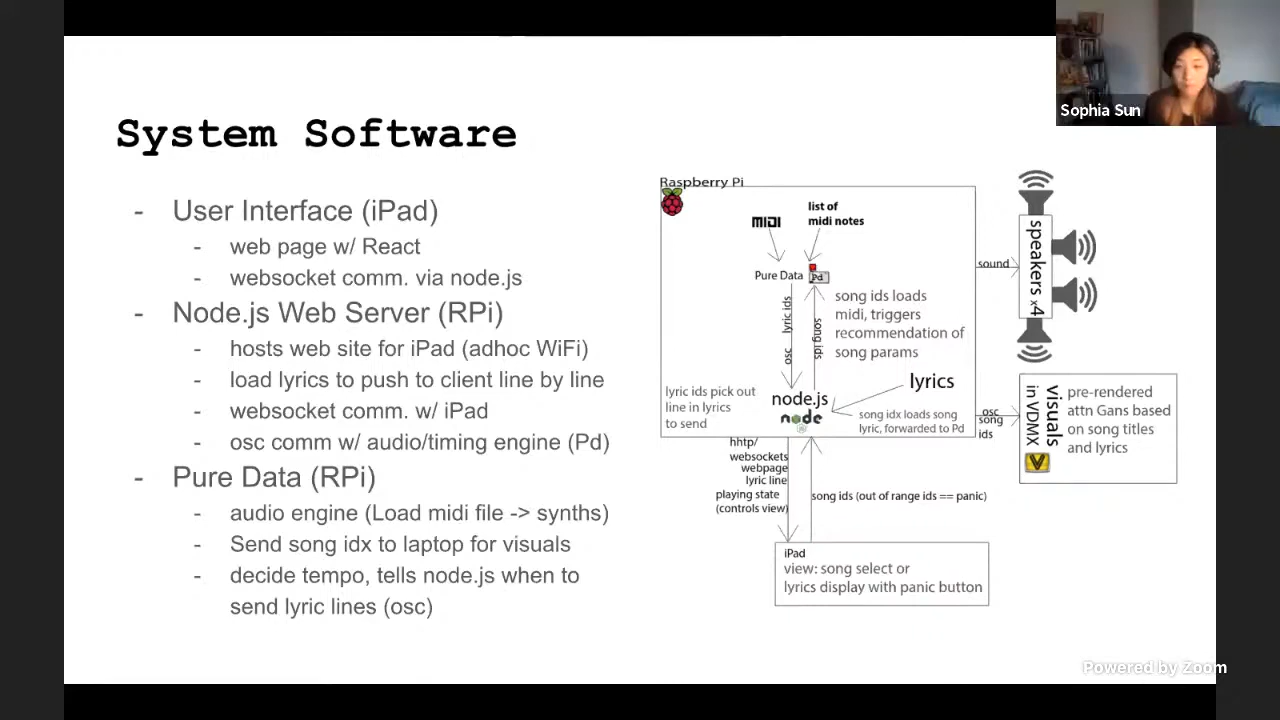 Sophia Sun
System Software
- User Interface (iPad)
- web page w/ React
- websocket comm. via node.js
- Node.js Web Server (RPi)
- hosts web site for iPad (adhoc WiFi)
- load lyrics to push to client line by line
- websocket comm. w/ iPad
- osc comm w/ audio/timing engine (Pd)
- Pure Data (RPi)
- audio engine (Load midi file -> synths)
- Send song idx to laptop for visuals
- decide tempo, tells node.js when to
send lyric lines (osc)
Raspberry Pi
MIDI
list of
midi notes
Pure Data
Pd
osc lyric ids
song ids
song ids loads
midi, triggers
recommendation of
song params
lyric ids pick out
line in lyrics
to send
node.js
node
lyrics
song idx loads song
lyric, forwarded to Pd
sound
speakers x4
osc
song
ids
visuals
in VDMX
V
pre-rendered
attn Gans based
on song titles
and lyrics
hhtp/
websockets
webpage
lyric line
playing state
(controls view)
song ids (out of range ids == panic)
iPad
view: song select or
lyrics display with panic button
Powered by Zoom